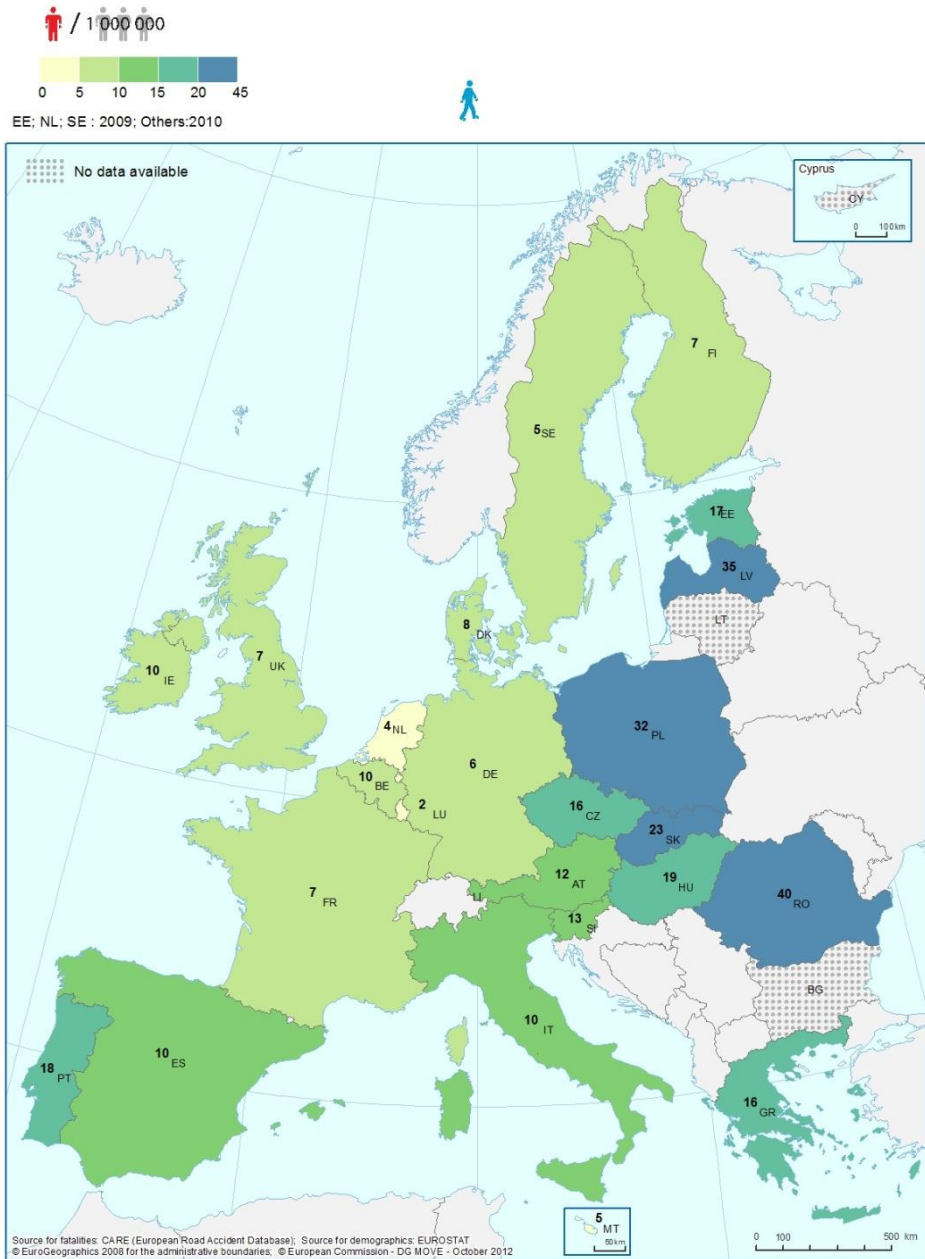 / 1 000 000
0 5 10 15 20 45
EE; NL; SE : 2009; Others:2010
No data available
Cyprus
CY
0 100 km
7 FI
5 SE
17 EE
35 LV
LT
8 DK
10 IE
7 UK
4 NL
32 PL
6 DE
10 BE
2 LU
16 CZ
23 SK
12 AT
19 HU
7 FR
LI
13 SI
40 RO
BG
10 IT
10 ES
18 PT
16 GR
5 MT
50 km
0 100 500 km
Source for fatalities: CARE (European Road Accident Database); Source for demographics: EUROSTAT
© EuroGeographics 2008 for the administrative boundaries; © European Commission - DG MOVE - October 2012